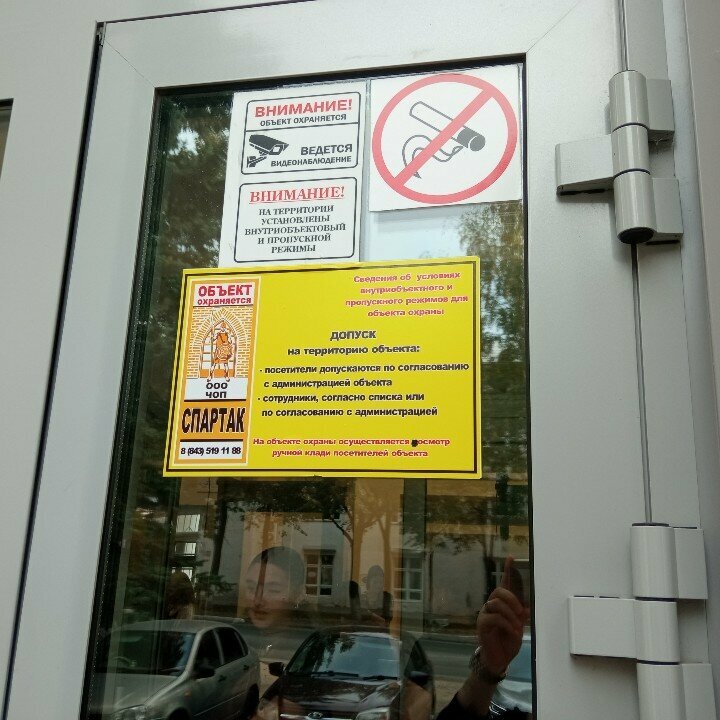 ВНИМАНИЕ!
ОБЪЕКТ ОХРАНЯЕТСЯ
ВЕДЕТСЯ
ВИДЕОНАБЛЮДЕНИЕ
ВНИМАНИЕ!
НА ТЕРРИТОРИИ
УСТАНОВЛЕНЫ
ВНУТРИОБЪЕКТОВЫЙ
И ПРОПУСКНОЙ
РЕЖИМЫ
ОБЪЕКТ
охраняется
ООО
ЧОП
СПАРТАК
8 (843) 519 11 88
Сведения об условиях
внутриобъектного и
пропускного режимов для
объекта охраны
ДОПУСК
на территорию объекта:
- посетители допускаются по согласованию
с администрацией объекта
- сотрудники, согласно списка или
по согласованию с администрацией
На объекте охраны осуществляется досмотр
ручной клади посетителей объекта